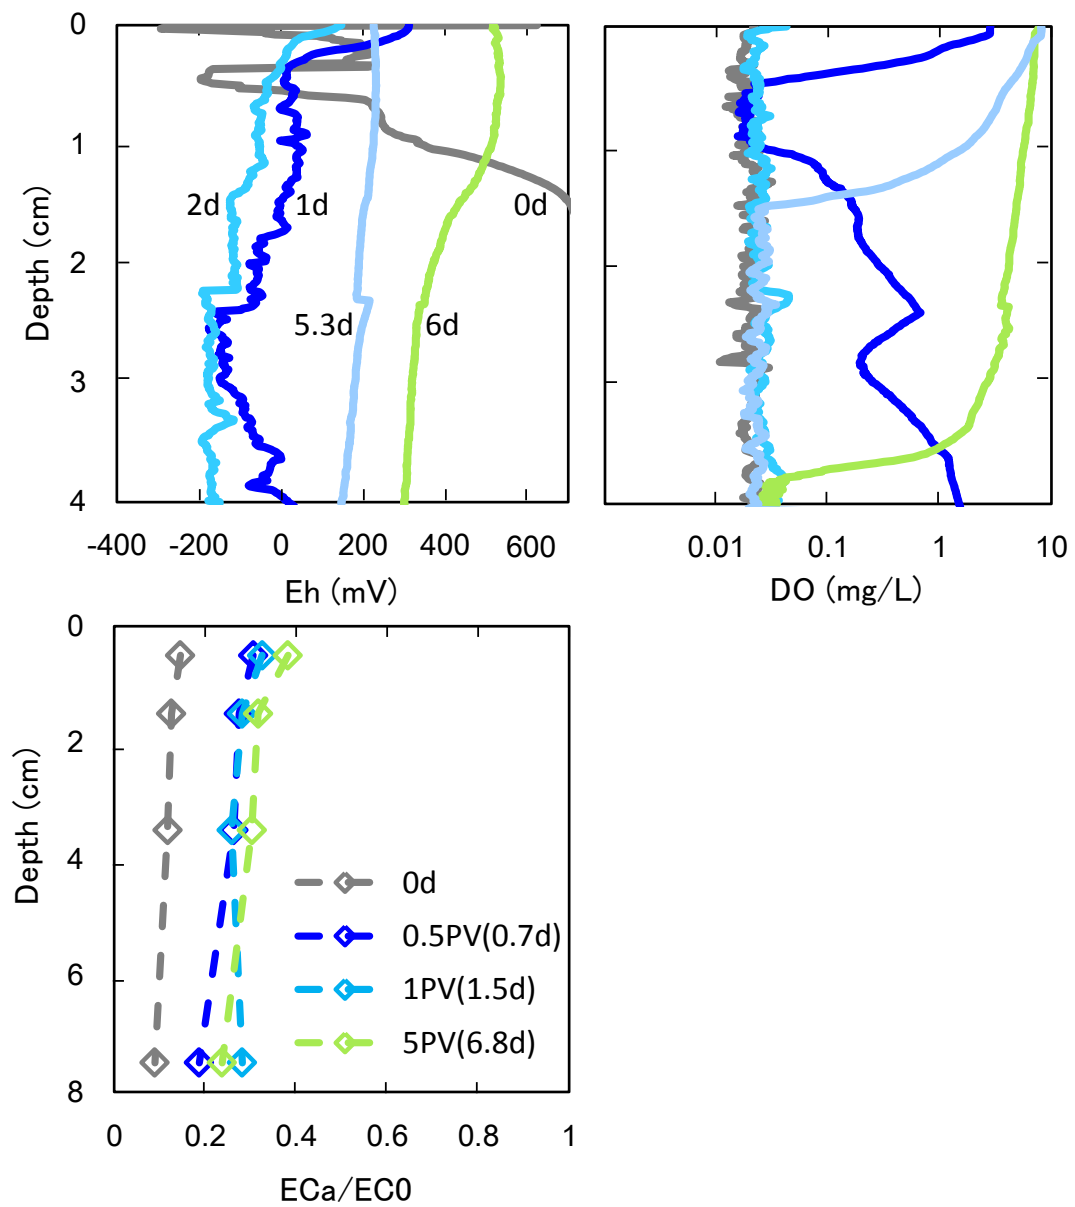 0
1
2
3
4
Depth (cm)
2d
1d
0d
5.3d
6d
-400 -200 0 200 400 600
Eh (mV)
0.01 0.1 1 10
DO (mg/L)
0
2
4
6
8
Depth (cm)
0d
0.5PV(0.7d)
1PV(1.5d)
5PV(6.8d)
0 0.2 0.4 0.6 0.8 1
ECa/EC0